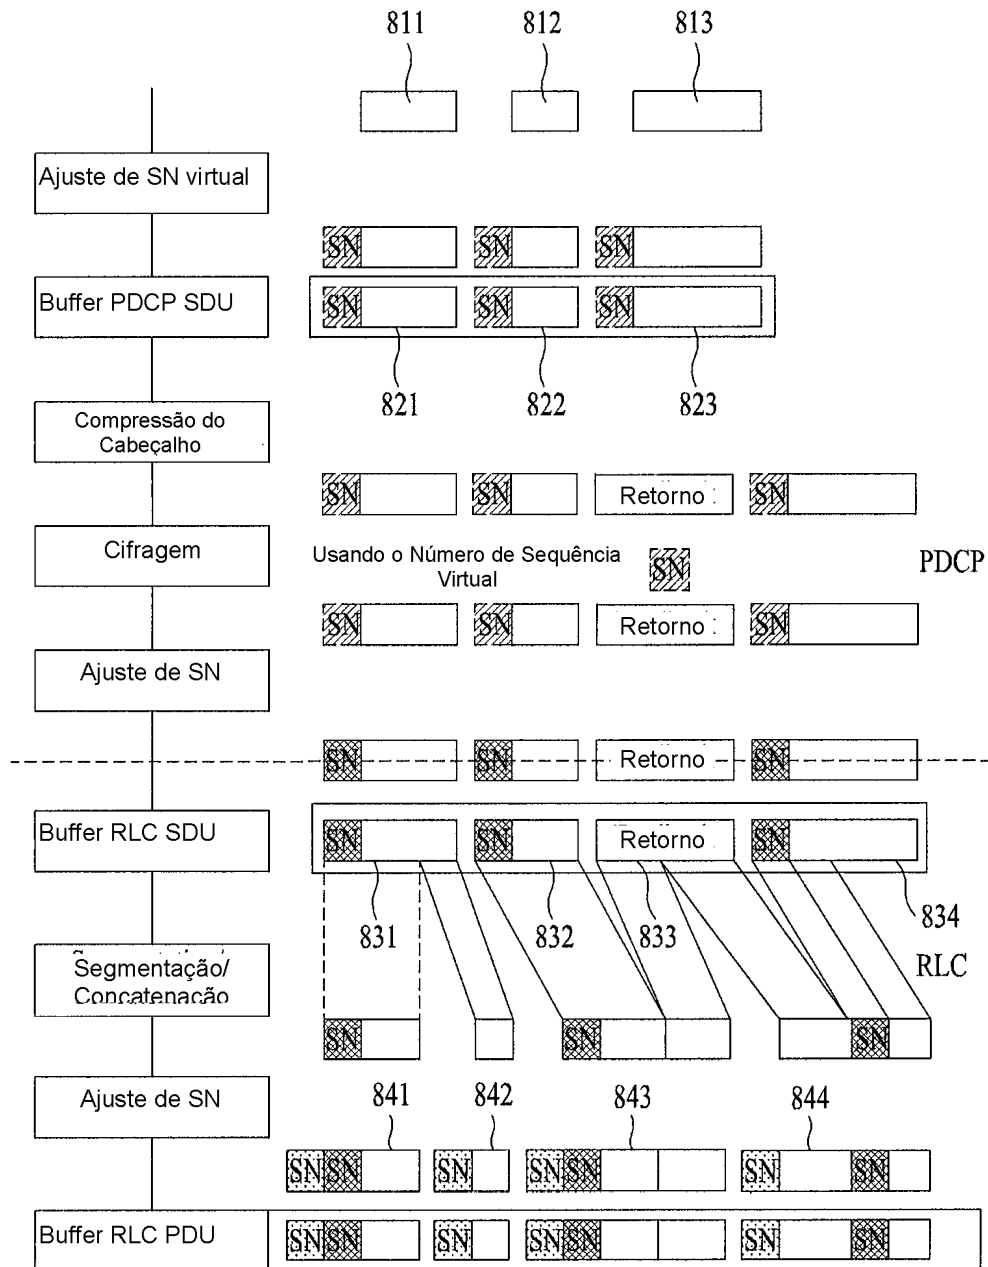 811 812 813
Ajuste de SN virtual
SN SN SN
Buffer PDCP SDU
SN SN SN
821 822 823
Compressão do
Cabeçalho
SN SN Retorno SN
Cifragem
Usando o Número de Sequência
Virtual
SN
PDCP
SN SN Retorno SN
Ajuste de SN
SN SN Retorno SN
Buffer RLC SDU
SN SN Retorno SN
831 832 833 834
RLC
Segmentação/
Concatenação
SN SN SN
Ajuste de SN
841 842 843 844
SN SN SN SN SN SN SN
Buffer RLC PDU
SN SN SN SN SN SN SN